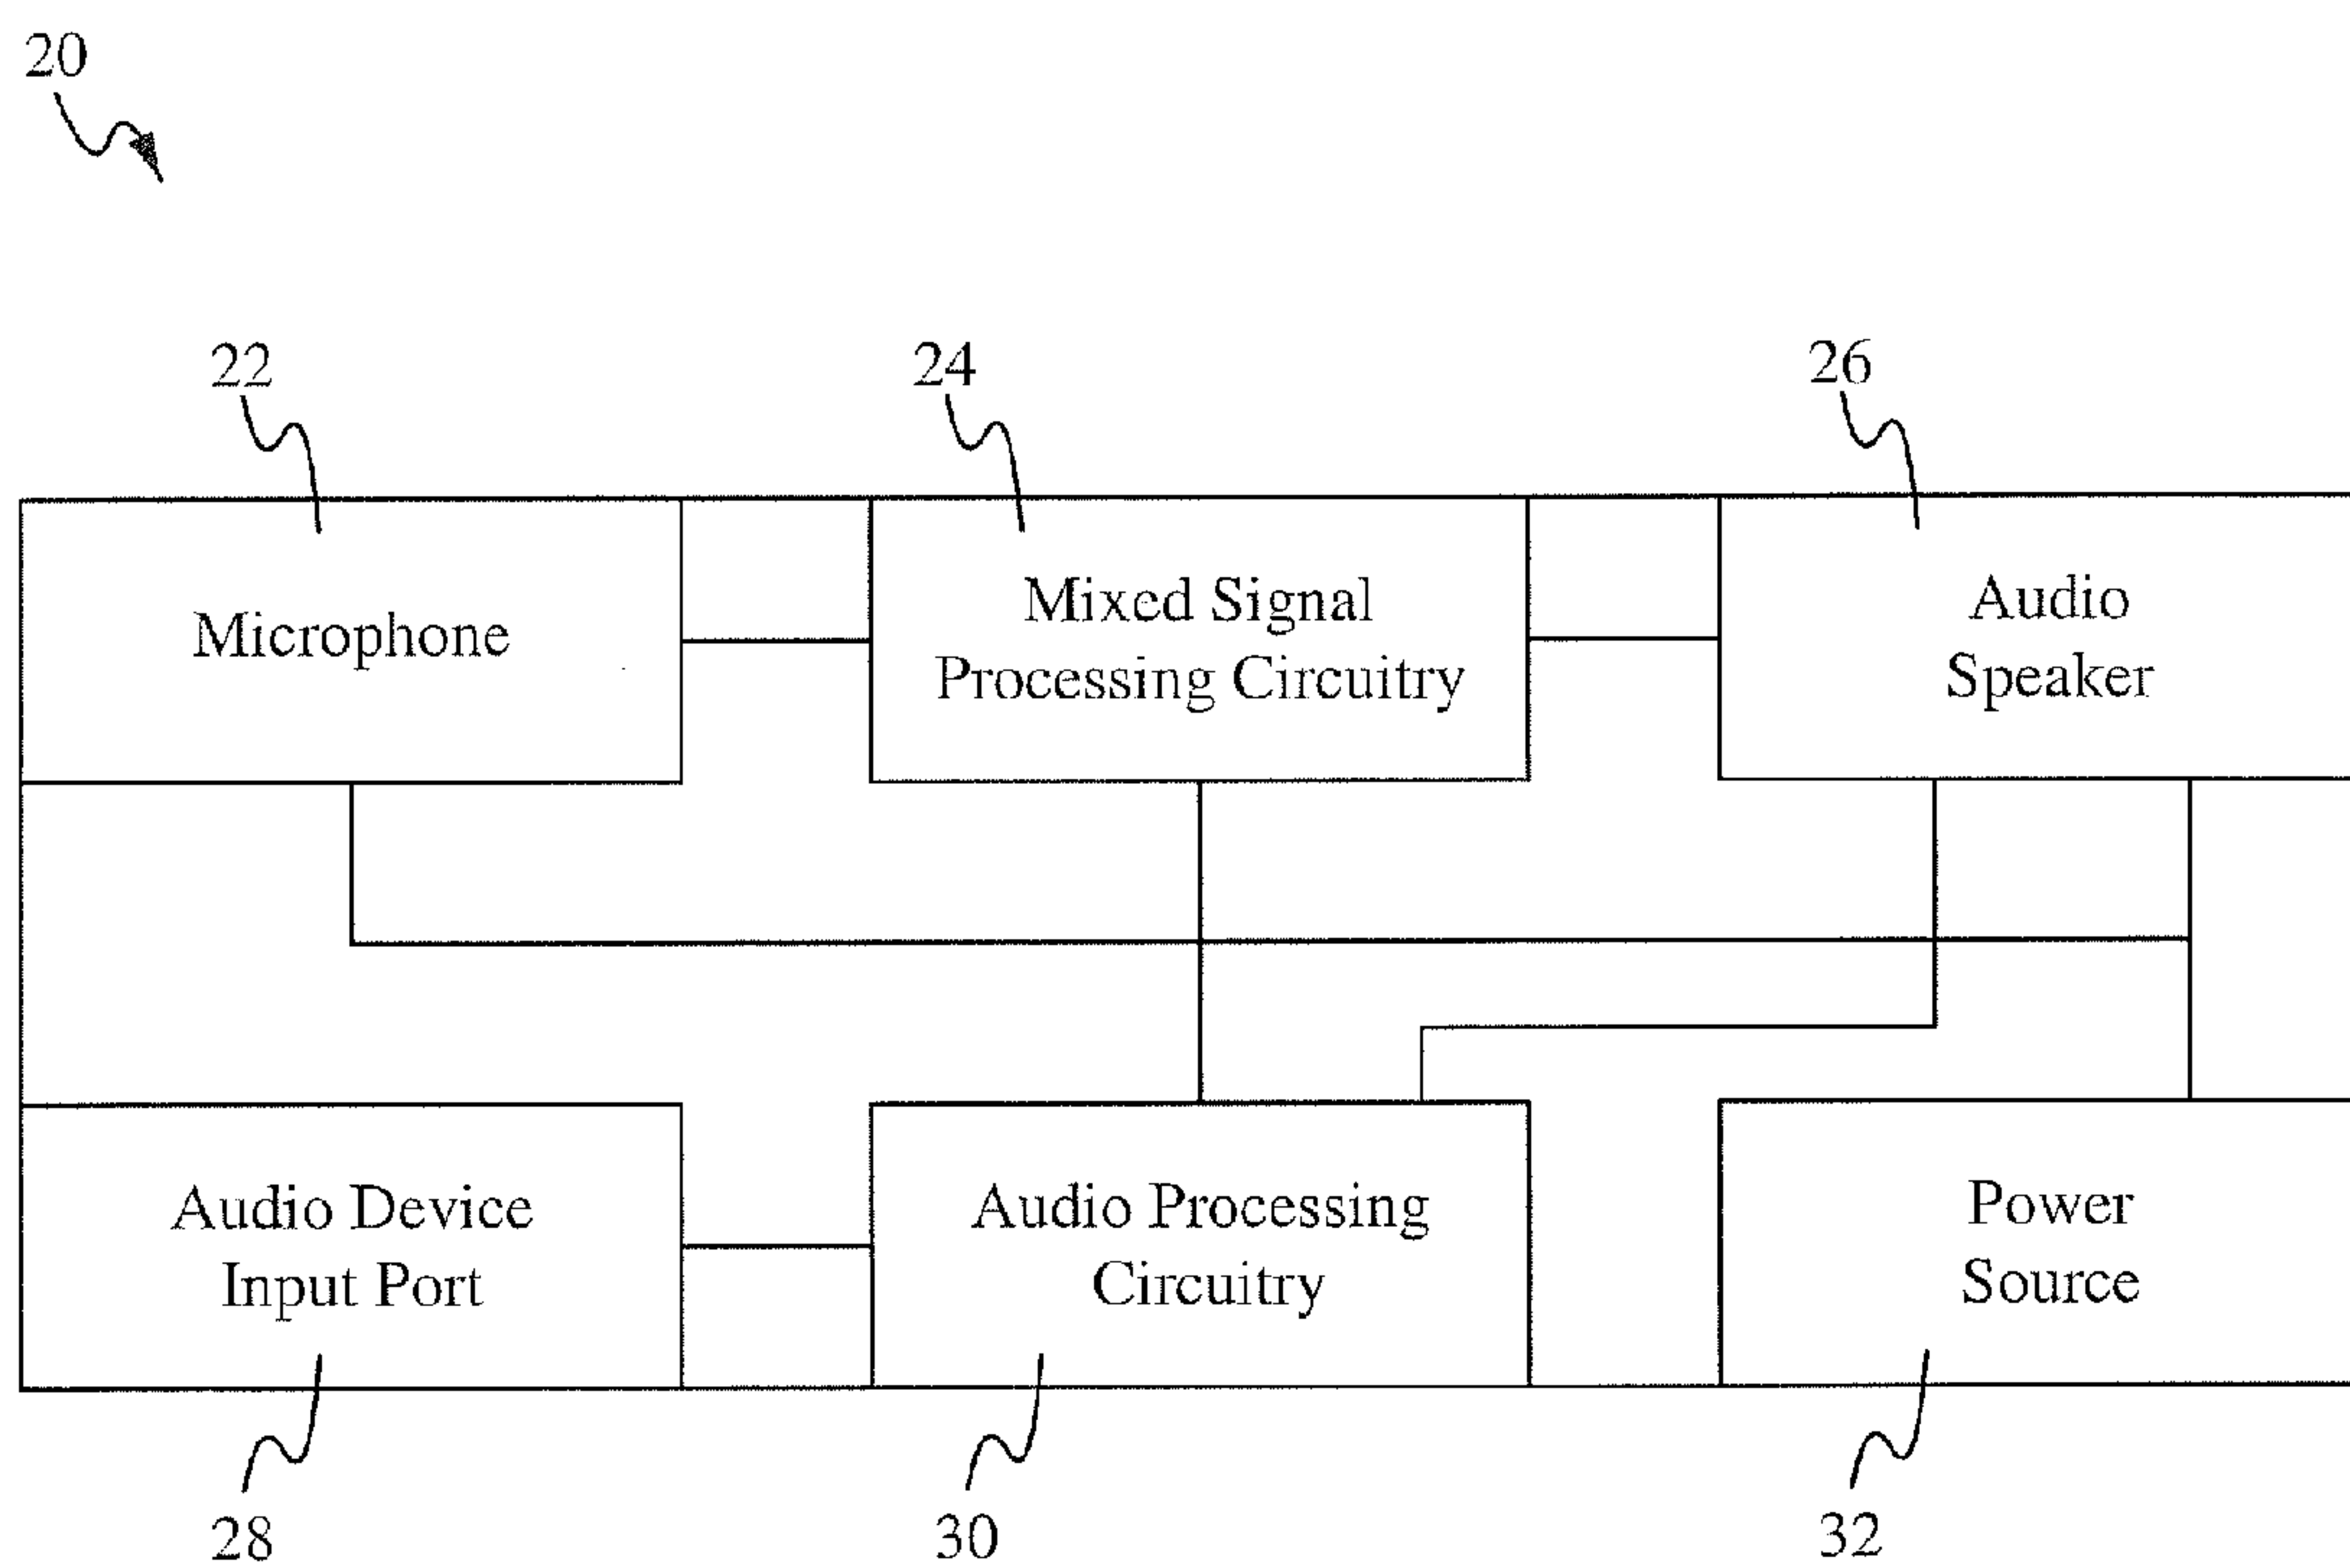 20
22
24
26
Microphone
Mixed Signal
Processing Circuitry
Audio
Speaker
Audio Device
Input Port
Audio Processing
Circuitry
Power
Source
28
30
32